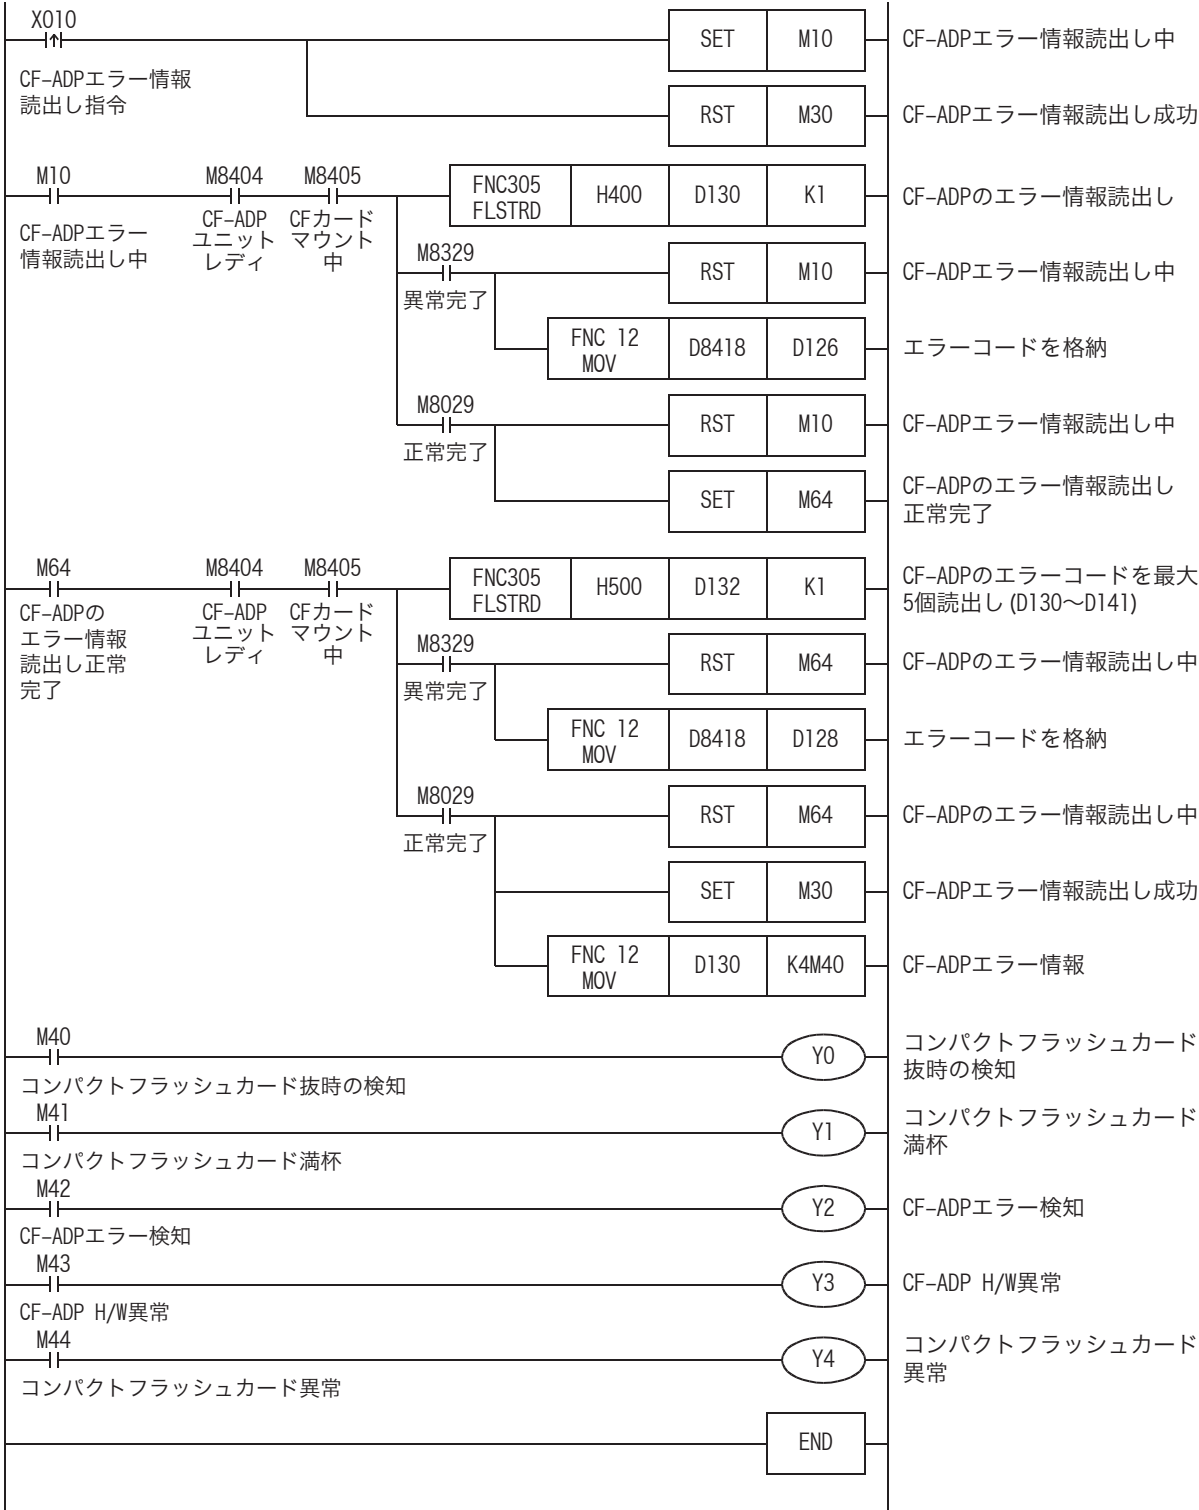 X010
SET M10 CF-ADPエラー情報読出し中
CF-ADPエラー情報
読出し指令
RST M30 CF-ADPエラー情報読出し成功
M10 M8404 M8405
FNC305
FLSTRD
H400 D130 K1 CF-ADPのエラー情報読出し
CF-ADPエラー
情報読出し中
CF-ADP
ユニット
レディ
CFカード
マウント
中
M8329
異常完了
RST M10 CF-ADPエラー情報読出し中
FNC 12
MOV
D8418 D126 エラーコードを格納
M8029
正常完了
RST M10 CF-ADPエラー情報読出し中
SET M64 CF-ADPのエラー情報読出し
正常完了
M64 M8404 M8405
FNC305
FLSTRD
H500 D132 K1 CF-ADPのエラーコードを最大
5個読出し (D130～D141)
CF-ADPの
エラー情報
読出し正常
完了
CF-ADP
ユニット
レディ
CFカード
マウント
中
M8329
異常完了
RST M64 CF-ADPのエラー情報読出し中
FNC 12
MOV
D8418 D128 エラーコードを格納
M8029
正常完了
RST M64 CF-ADPのエラー情報読出し中
SET M30 CF-ADPエラー情報読出し成功
FNC 12
MOV
D130 K4M40 CF-ADPエラー情報
M40
Y0 コンパクトフラッシュカード
抜時の検知
コンパクトフラッシュカード抜時の検知
M41
Y1 コンパクトフラッシュカード
満杯
コンパクトフラッシュカード満杯
M42
Y2 CF-ADPエラー検知
CF-ADPエラー検知
M43
Y3 CF-ADP H/W異常
CF-ADP H/W異常
M44
Y4 コンパクトフラッシュカード
異常
コンパクトフラッシュカード異常
END